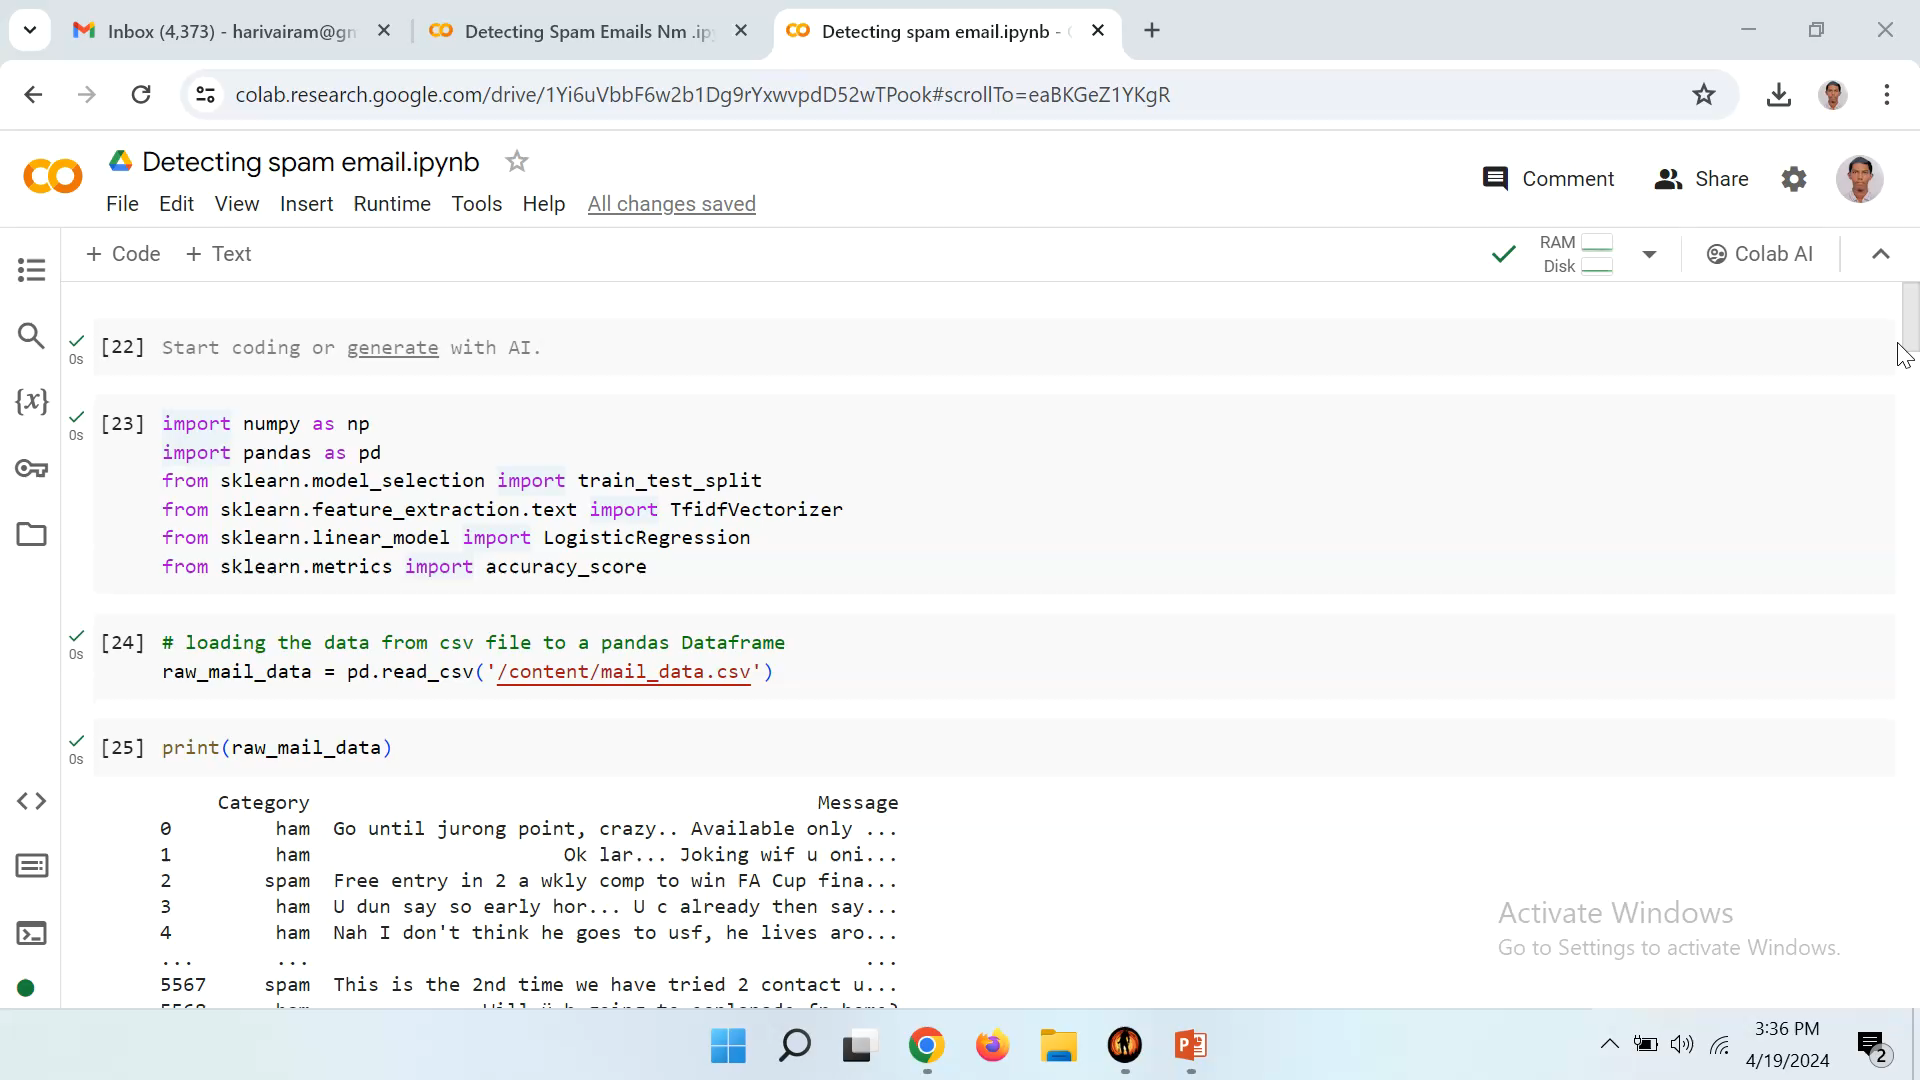 Inbox (4,373) - harivairam@gm
Detecting Spam Emails Nm .ip
Detecting spam email.ipynb -
colab.research.google.com/drive/1Yi6uVbbF6w2b1Dg9rYxwvpdD52wTPook#scrollTo=eaBKGeZ1YKgR
Detecting spam email.ipynb
File Edit View Insert Runtime Tools Help All changes saved
Comment
Share
+ Code + Text
RAM
Disk
Colab AI
[22] Start coding or generate with AI.
0s
[23] import numpy as np
0s
import pandas as pd
from sklearn.model_selection import train_test_split
from sklearn.feature_extraction.text import TfidfVectorizer
from sklearn.linear_model import LogisticRegression
from sklearn.metrics import accuracy_score
[24] # loading the data from csv file to a pandas Dataframe
0s
raw_mail_data = pd.read_csv('/content/mail_data.csv')
[25] print(raw_mail_data)
0s
Category Message
0 ham Go until jurong point, crazy.. Available only ...
1 ham Ok lar... Joking wif u oni...
2 spam Free entry in 2 a wkly comp to win FA Cup fina...
3 ham U dun say so early hor... U c already then say...
4 ham Nah I don't think he goes to usf, he lives aro...
... ... ...
5567 spam This is the 2nd time we have tried 2 contact u...
Activate Windows
Go to Settings to activate Windows.
3:36 PM
4/19/2024
2